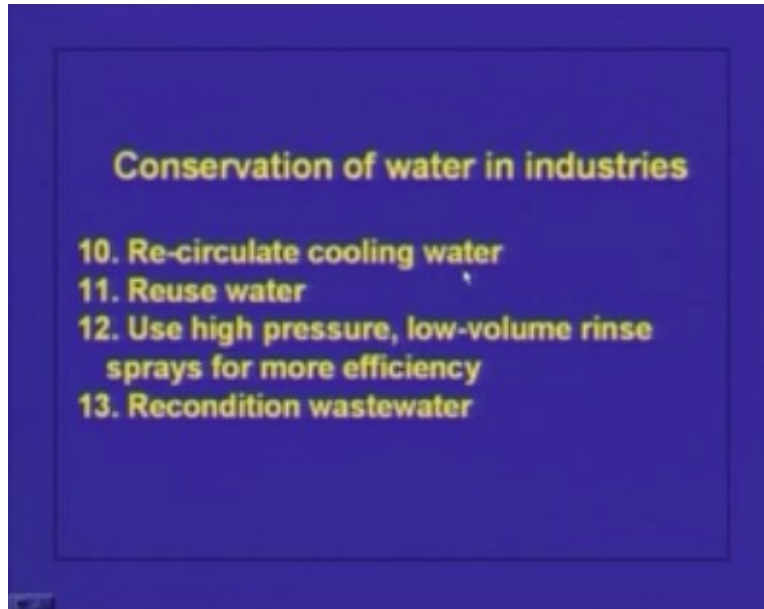 Conservation of water in industries
10. Re-circulate cooling water
11. Reuse water
12. Use high pressure, low-volume rinse
sprays for more efficiency
13. Recondition wastewater